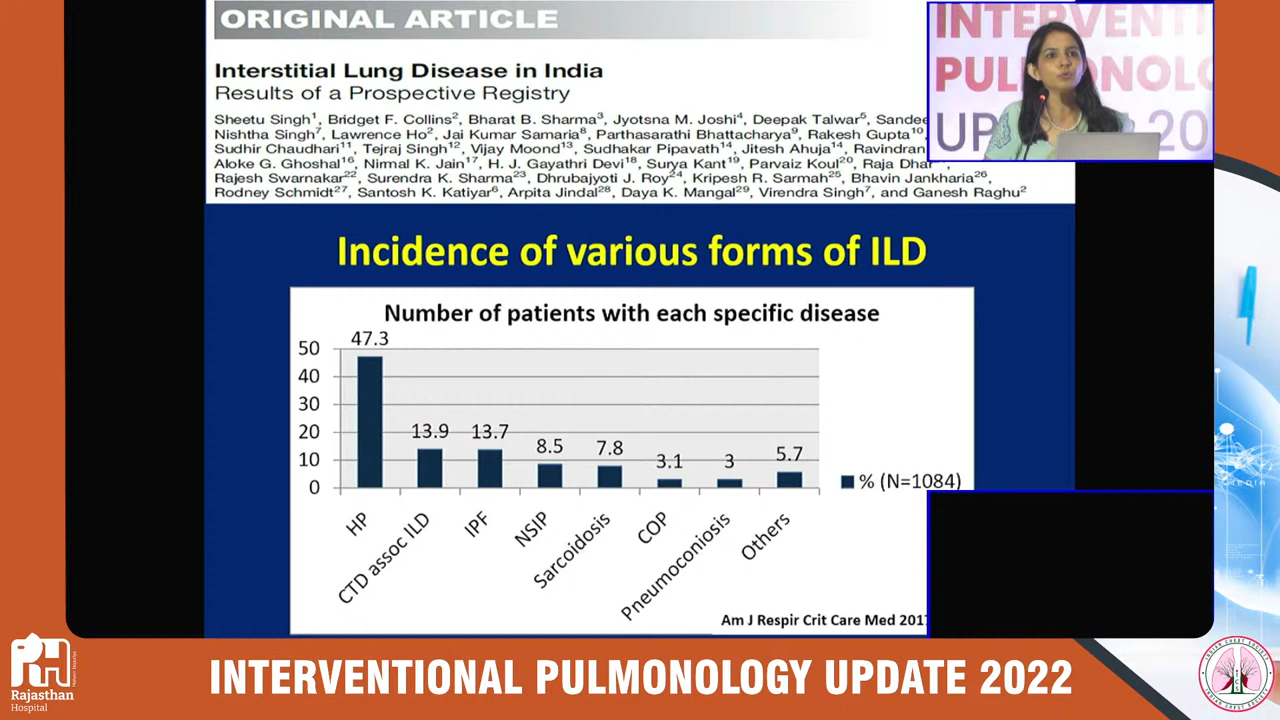 ORIGINAL ARTICLE
Interstitial Lung Disease in India
Results of a Prospective Registry
Sheetu Singh1, Bridget F. Collins2, Bharat B. Sharma3, Jyotsna M. Joshi4, Deepak Talwar5, Sandee
Nishtha Singh7, Lawrence Ho2, Jai Kumar Samaria8, Parthasarathi Bhattacharya9, Rakesh Gupta10,
Sudhir Chaudhari11, Tejraj Singh12, Vijay Moond13, Sudhakar Pipavath14, Jitesh Ahuja14, Ravindran
Aloke G. Ghoshal16, Nirmal K. Jain17, H. J. Gayathri Devi18, Surya Kant19, Parvaiz Koul20, Raja Dhar
Rajesh Swarnakar22, Surendra K. Sharma23, Dhrubajyoti J. Roy24, Kripesh R. Sarmah25, Bhavin Jankharia26,
Rodney Schmidt27, Santosh K. Katiyar6, Arpita Jindal28, Daya K. Mangal29, Virendra Singh7, and Ganesh Raghu2
INTERVENT
PULMONOLO
UP 20
Incidence of various forms of ILD
Number of patients with each specific disease
50
40
30
20
10
0
47.3
13.9
13.7
8.5
7.8
3.1
3
5.7
HP
CTD assoc ILD
IPF
NSIP
Sarcoidosis
COP
Pneumoconiosis
Others
% (N=1084)
Am J Respir Crit Care Med 2017
Rajasthan
Hospital
INTERVENTIONAL PULMONOLOGY UPDATE 2022
INDIAN CHEST SOCIETY